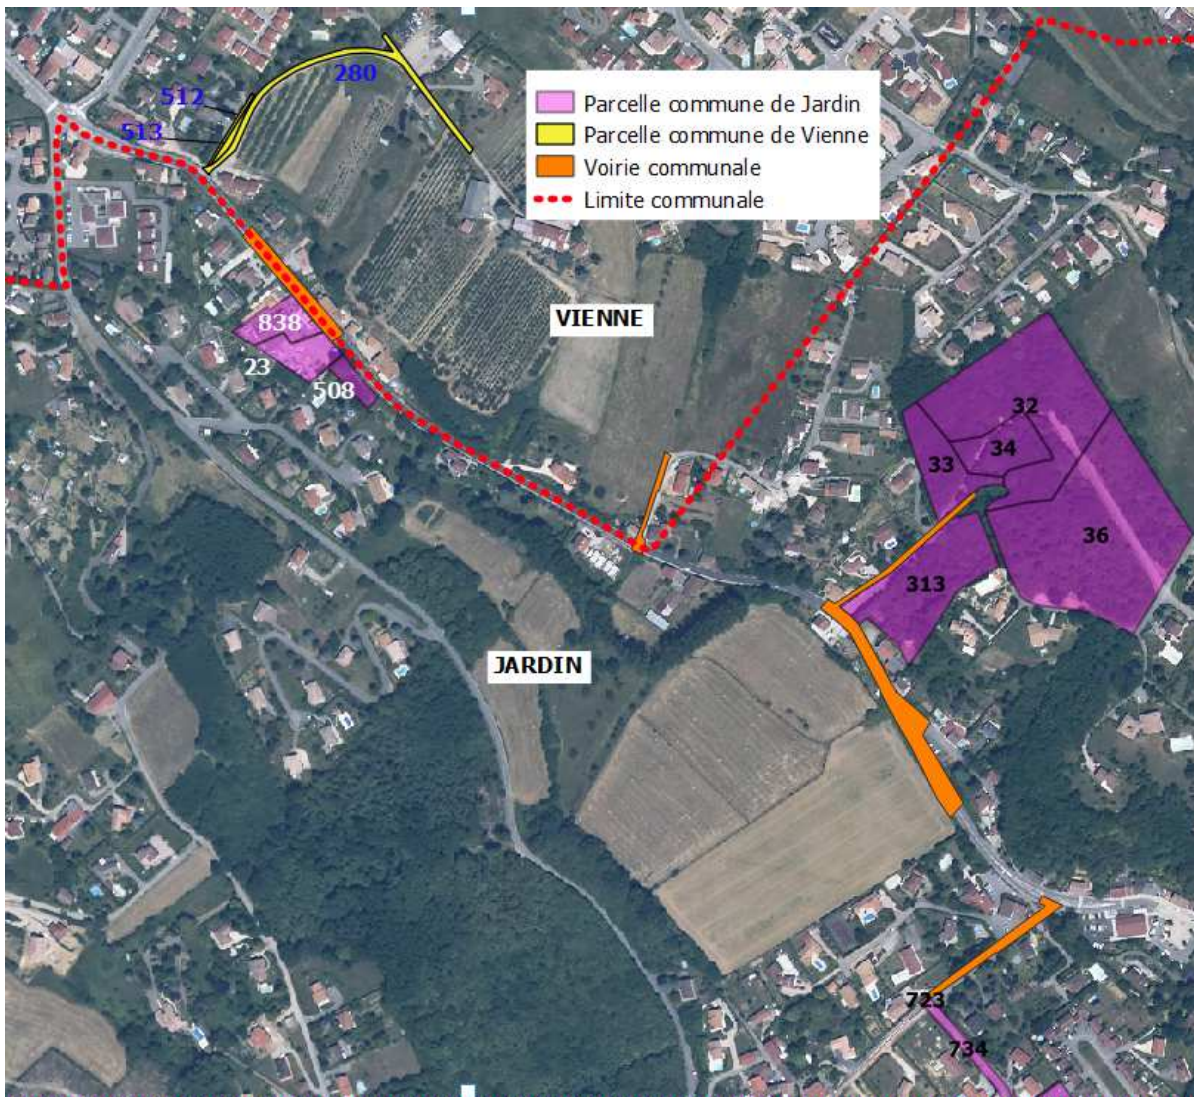 280
512
513
Parcelle commune de Jardin
Parcelle commune de Vienne
Voirie communale
Limite communale
838
23
508
VIENNE
32
34
33
36
313
JARDIN
723
734